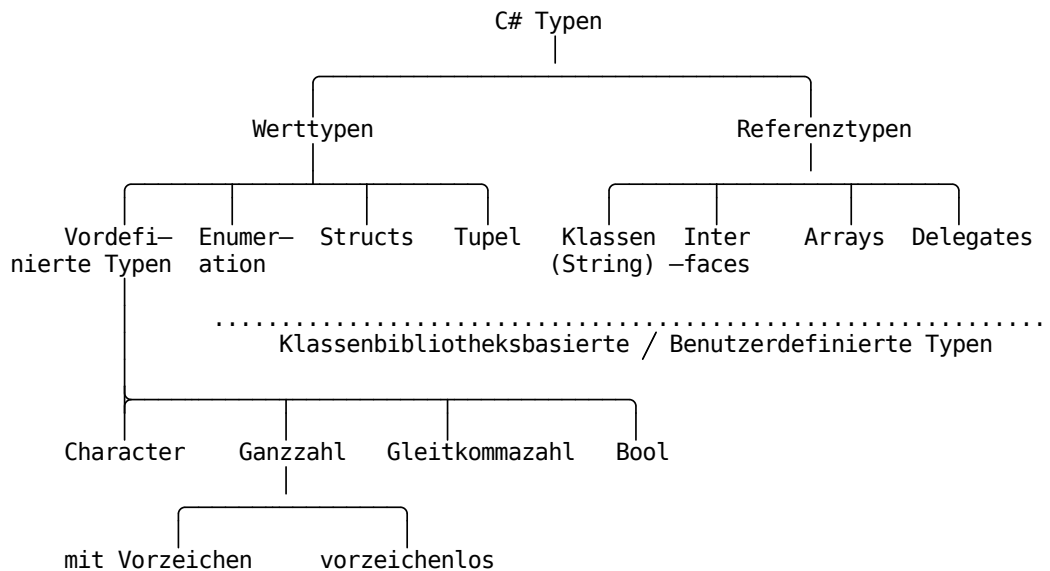 C# Typen
Werttypen Referenztypen
Vordefi– Enumer– Structs Tupel Klassen Inter Arrays Delegates
nierte Typen ation (String) –faces
Klassenbibliotheksbasierte / Benutzerdefinierte Typen
Character Ganzzahl Gleitkommazahl Bool
mit Vorzeichen vorzeichenlos